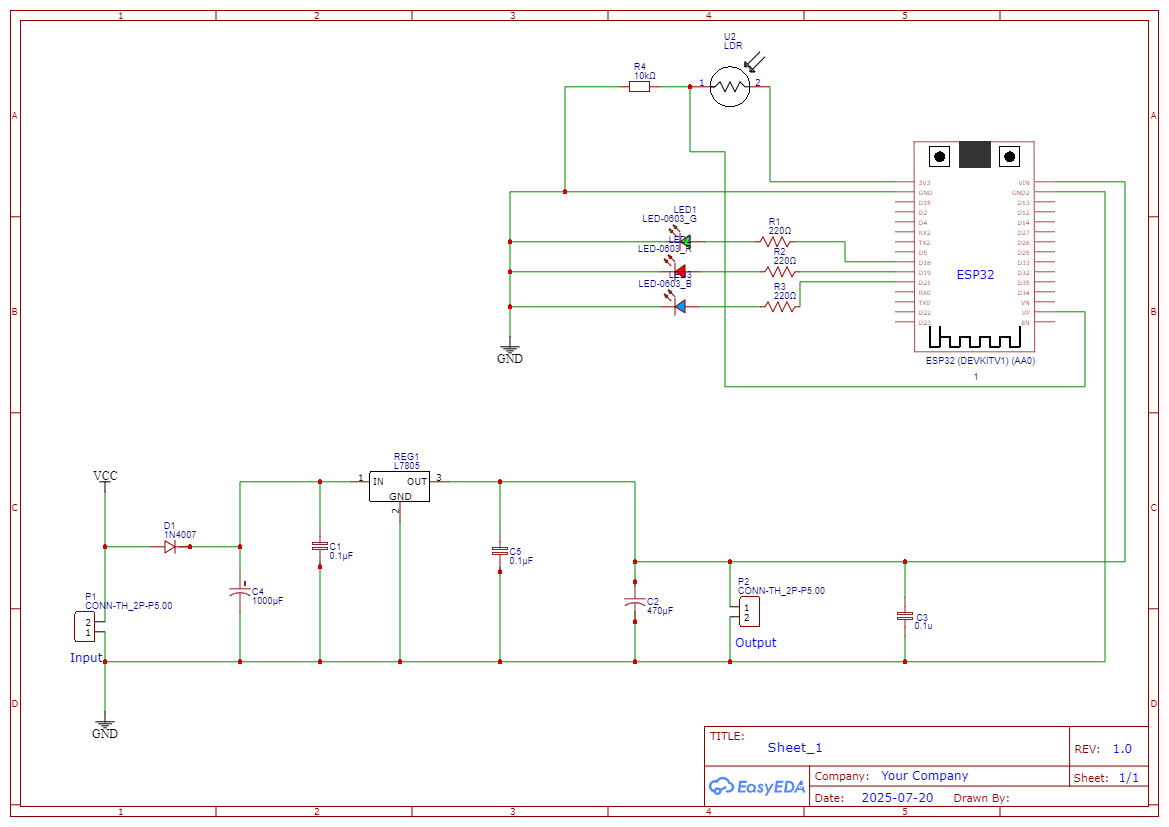 1 2 3 4 5
A A
B B
C C
D D
U2
LDR
R4
10kΩ
1 2
LED1
LED-0603_G
LED-0603_R
LED3
LED-0603_B
R1
220Ω
R2
220Ω
R3
220Ω
GND
3V3
GND
D15
D2
D4
RX2
TX2
D5
D18
D19
D21
RX0
TX0
D22
D23
VIN
GND2
D13
D12
D14
D27
D26
D25
D33
D32
D35
D34
VN
VP
EN
ESP32
ESP32 (DEVKITV1) (AA0)
1
VCC
D1
1N4007
P1
CONN-TH_2P-P5.00
2
1
Input
GND
C4
1000µF
C1
0.1µF
REG1
L7805
1 IN OUT 3
GND
2
C5
0.1µF
C2
470µF
P2
CONN-TH_2P-P5.00
1
2
Output
C3
0.1u
TITLE:
Sheet_1
REV: 1.0
EasyEDA
Company: Your Company
Sheet: 1/1
Date: 2025-07-20 Drawn By:
1 2 3 4 5